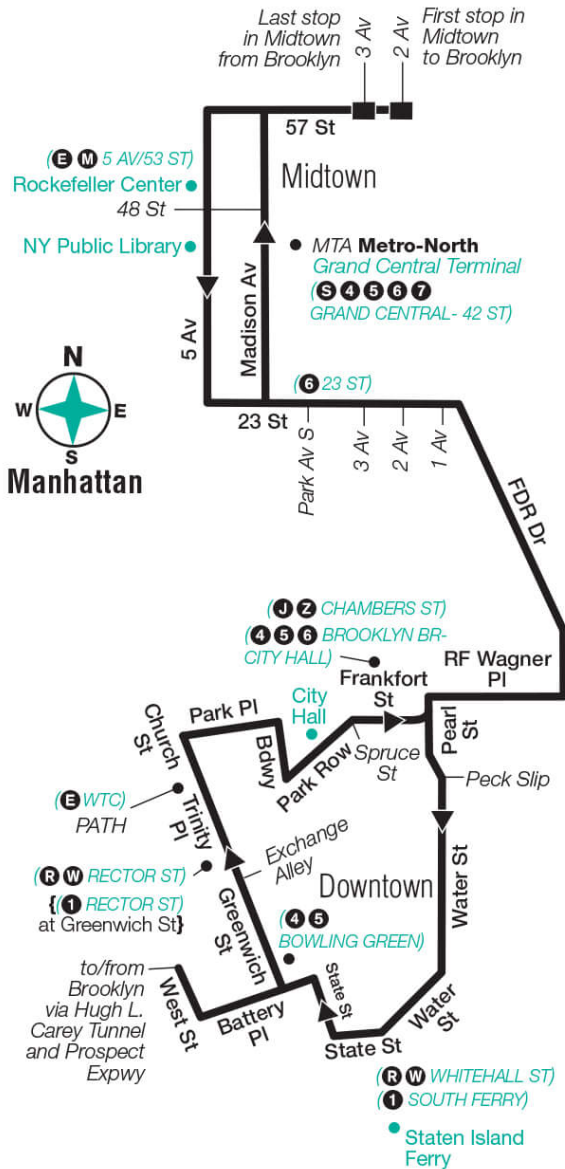 Last stop
in Midtown
from Brooklyn
3 Av
2 Av
First stop in
Midtown
to Brooklyn
57 St
(E M 5 AV/53 ST)
Rockefeller Center
Midtown
48 St
NY Public Library
MTA Metro-North
Grand Central Terminal
(S 4 5 6 7
GRAND CENTRAL- 42 ST)
5 Av
Madison Av
N
W E
S
Manhattan
(6 23 ST)
23 St
Park Av S
3 Av
2 Av
1 Av
FDR Dr
(J Z CHAMBERS ST)
(4 5 6 BROOKLYN BR-
CITY HALL)
Frankfort
St
RF Wagner
Pl
City
Hall
Park Pl
Church
St
Bdwy
Park Row
Spruce
St
Pearl
St
Peck Slip
(E WTC)
PATH
Trinity
Pl
Exchange
Alley
Water St
(R W RECTOR ST)
{(1 RECTOR ST)
at Greenwich St}
Downtown
Greenwich
St
(4 5
BOWLING GREEN)
to/from
Brooklyn
via Hugh L.
Carey Tunnel
and Prospect
Expwy
West St
Battery
Pl
State St
State St
Water
St
(R W WHITEHALL ST)
(1 SOUTH FERRY)
Staten Island
Ferry